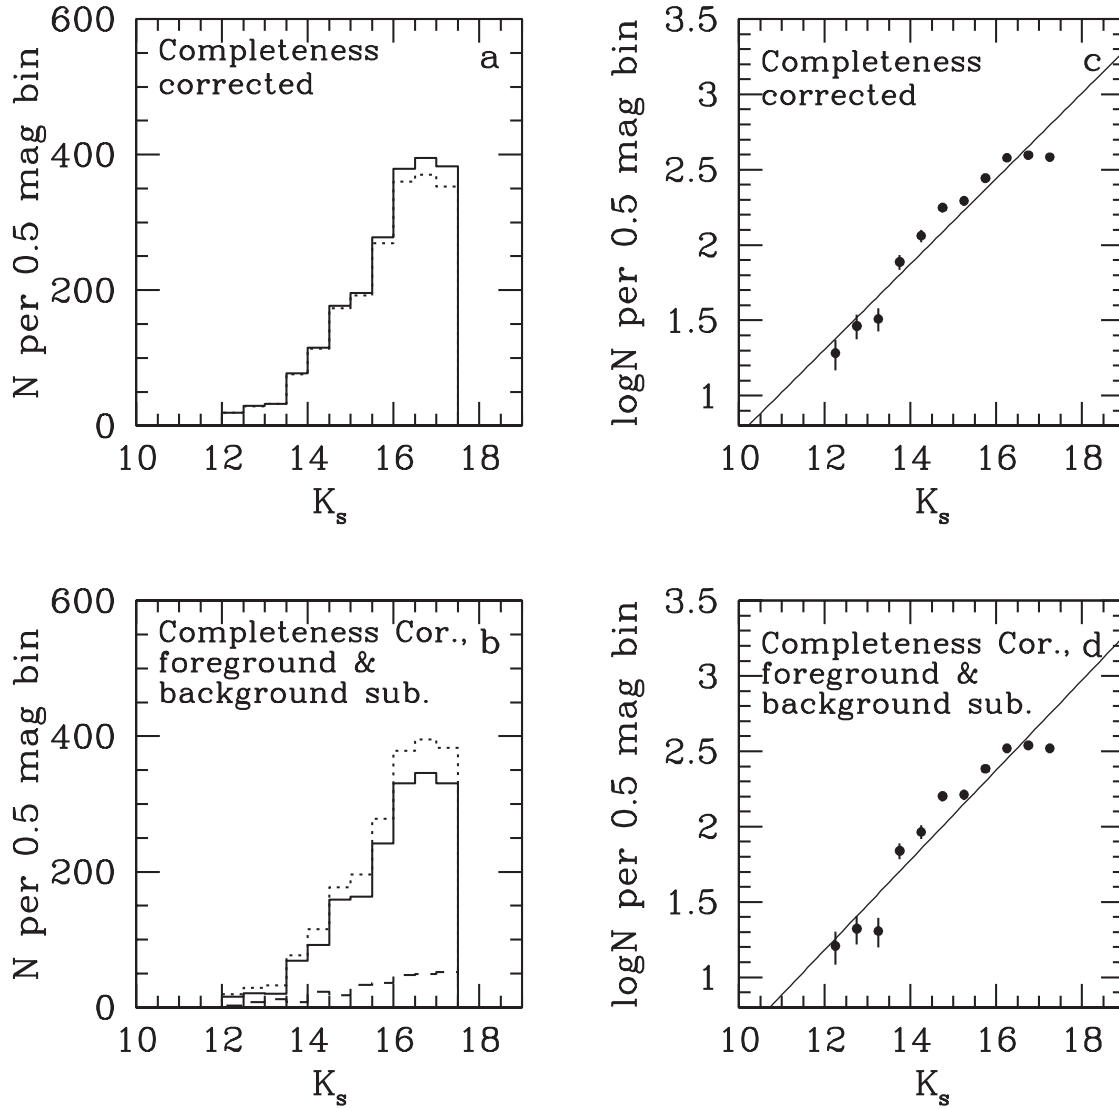 600
400
200
0
N per 0.5 mag bin
Completeness
corrected
a
10 12 14 16 18
Ks
3.5
3
2.5
2
1.5
1
logN per 0.5 mag bin
Completeness
corrected
c
10 12 14 16 18
Ks
600
400
200
0
N per 0.5 mag bin
Completeness Cor.,
foreground &
background sub.
b
10 12 14 16 18
Ks
3.5
3
2.5
2
1.5
1
logN per 0.5 mag bin
Completeness Cor.,
foreground &
background sub.
d
10 12 14 16 18
Ks